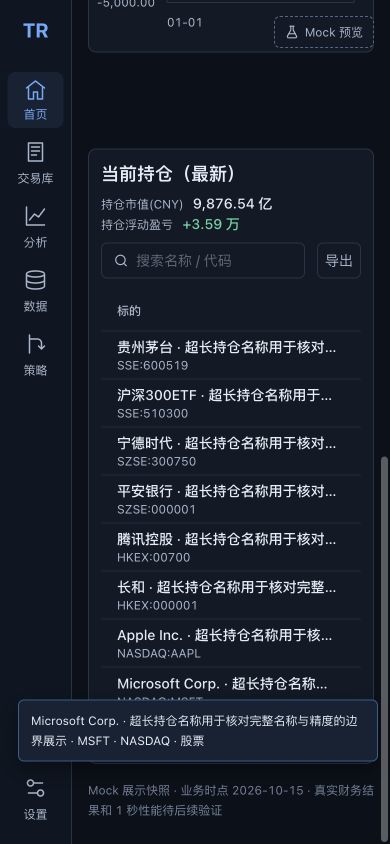 TR
-5,000.00
01-01
Mock 预览
首页
交易库
分析
数据
策略
当前持仓（最新）
持仓市值(CNY) 9,876.54 亿
持仓浮动盈亏 +3.59 万
搜索名称 / 代码
导出
标的
贵州茅台 · 超长持仓名称用于核对...
SSE:600519
沪深300ETF · 超长持仓名称用于...
SSE:510300
宁德时代 · 超长持仓名称用于核对...
SZSE:300750
平安银行 · 超长持仓名称用于核对...
SZSE:000001
腾讯控股 · 超长持仓名称用于核对...
HKEX:00700
长和 · 超长持仓名称用于核对完整...
HKEX:000001
Apple Inc. · 超长持仓名称用于核...
NASDAQ:AAPL
Microsoft Corp. · 超长持仓名称...
Microsoft Corp. · 超长持仓名称用于核对完整名称与精度的边
界展示 · MSFT · NASDAQ · 股票
设置
Mock 展示快照 · 业务时点 2026-10-15 · 真实财务结
果和 1 秒性能待后续验证